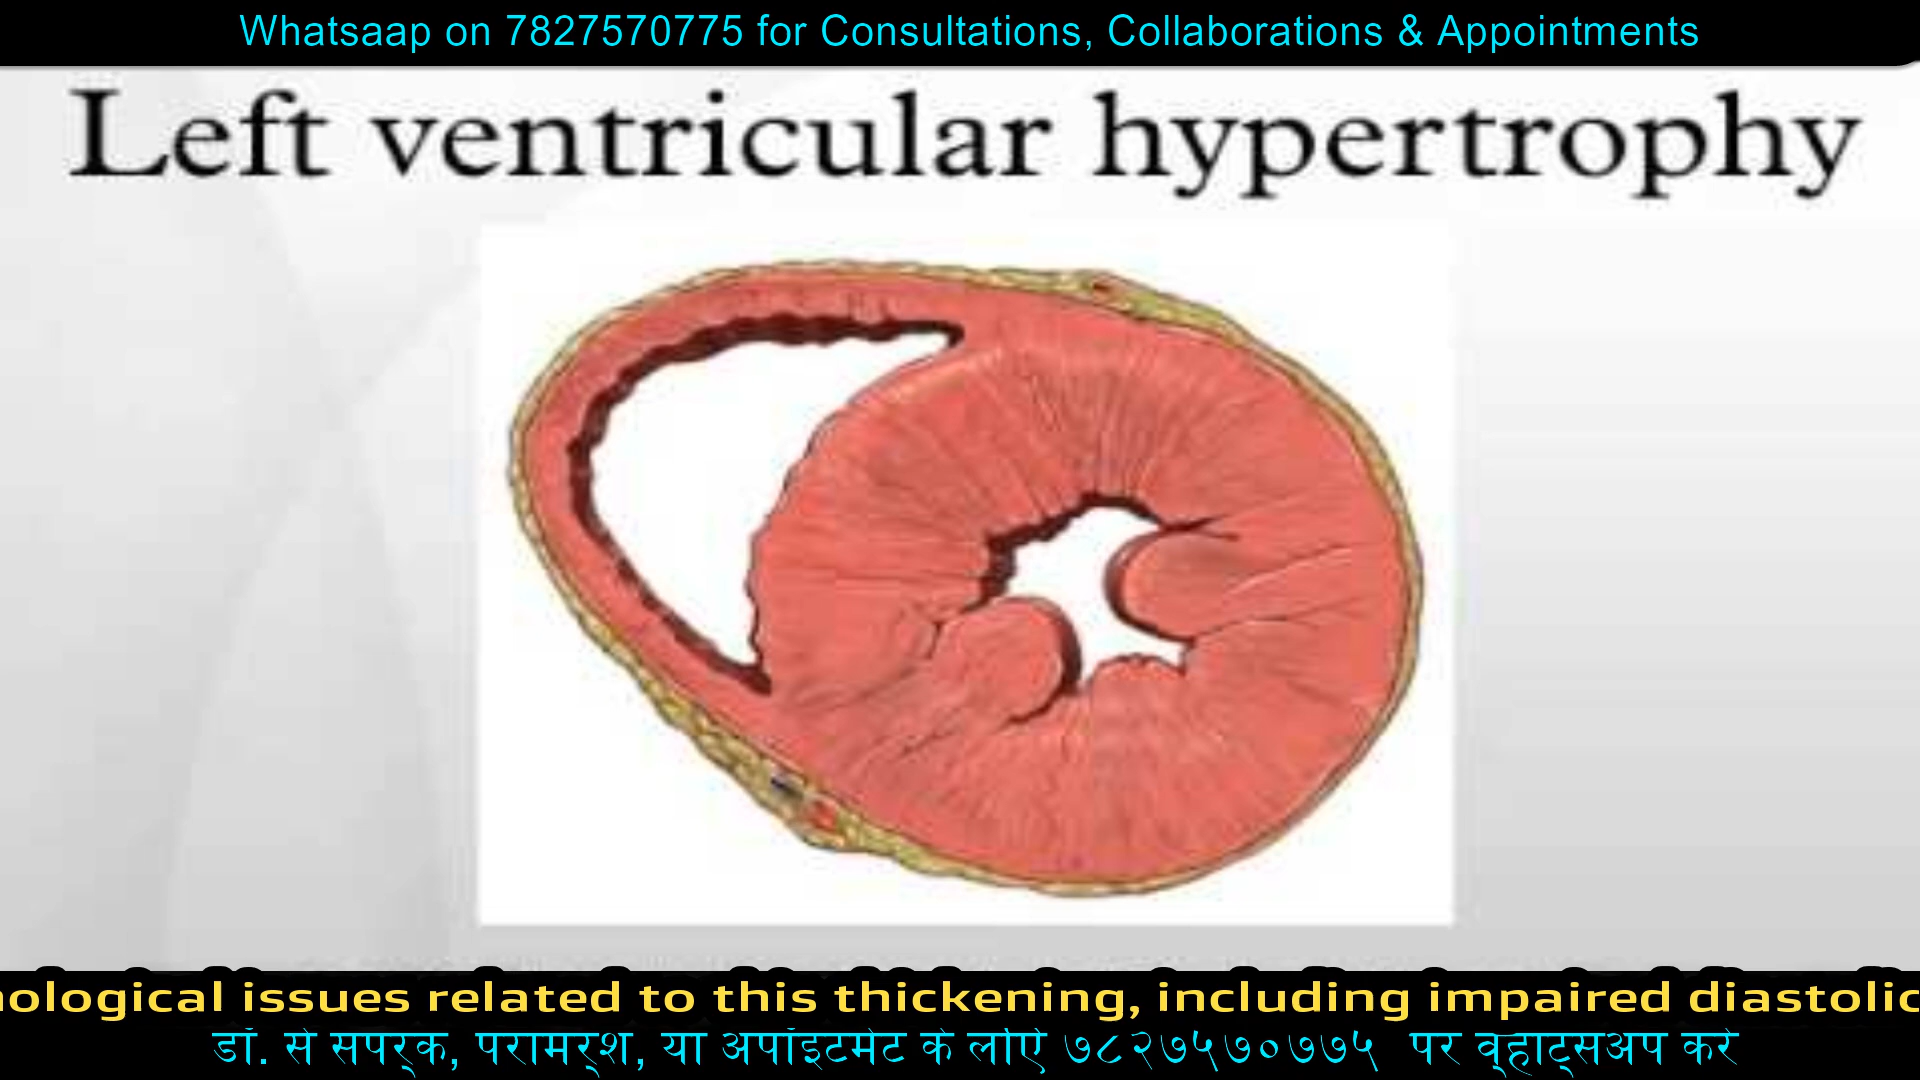 Whatsaap on 7827570775 for Consultations, Collaborations & Appointments
Left ventricular hypertrophy
nological issues related to this thickening, including impaired diastolic
डॉ. से सपर्क, परामर्श, या अपॉइटमेट के लिए ७८२७५७०७७५ पर व्हाट्सअप करे